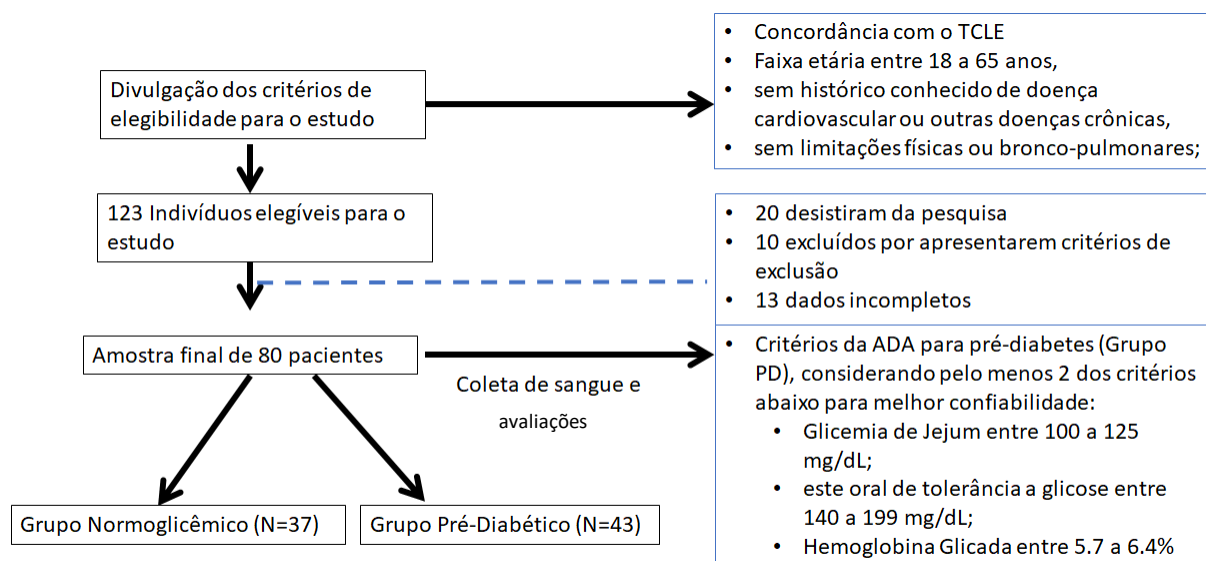 Divulgação dos critérios de
elegibilidade para o estudo
• Concordância com o TCLE
• Faixa etária entre 18 a 65 anos,
• sem histórico conhecido de doença
cardiovascular ou outras doenças crônicas,
• sem limitações físicas ou bronco-pulmonares;
123 Indivíduos elegíveis para o
estudo
• 20 desistiram da pesquisa
• 10 excluídos por apresentarem critérios de
exclusão
• 13 dados incompletos
Amostra final de 80 pacientes
Coleta de sangue e
avaliações
• Critérios da ADA para pré-diabetes (Grupo
PD), considerando pelo menos 2 dos critérios
abaixo para melhor confiabilidade:
• Glicemia de Jejum entre 100 a 125
mg/dL;
• este oral de tolerância a glicose entre
140 a 199 mg/dL;
• Hemoglobina Glicada entre 5.7 a 6.4%
Grupo Normoglicêmico (N=37)
Grupo Pré-Diabético (N=43)